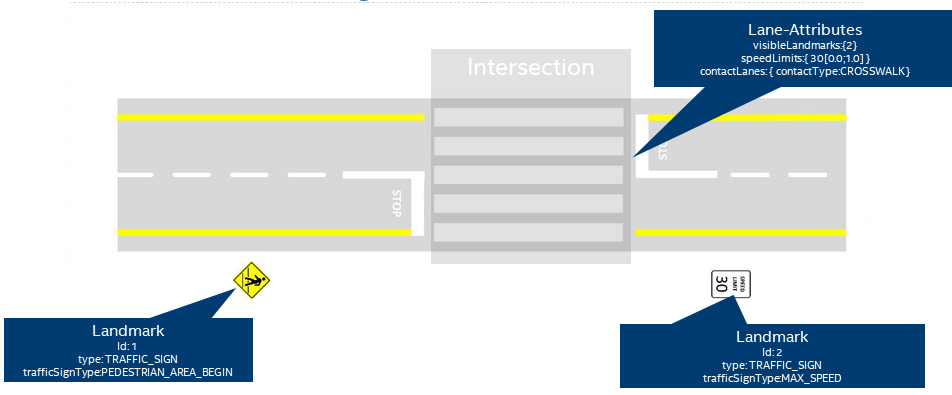 Lane-Attributes
visibleLandmarks:{2}
speedLimits:{ 30[0.0;1.0] }
contactLanes: { contactType:CROSSWALK}
Intersection
STOP
SPEED
LIMIT
30
Landmark
Id: 1
type: TRAFFIC_SIGN
trafficSignType:PEDESTRIAN_AREA_BEGIN
Landmark
Id: 2
type: TRAFFIC_SIGN
trafficSignType:MAX_SPEED